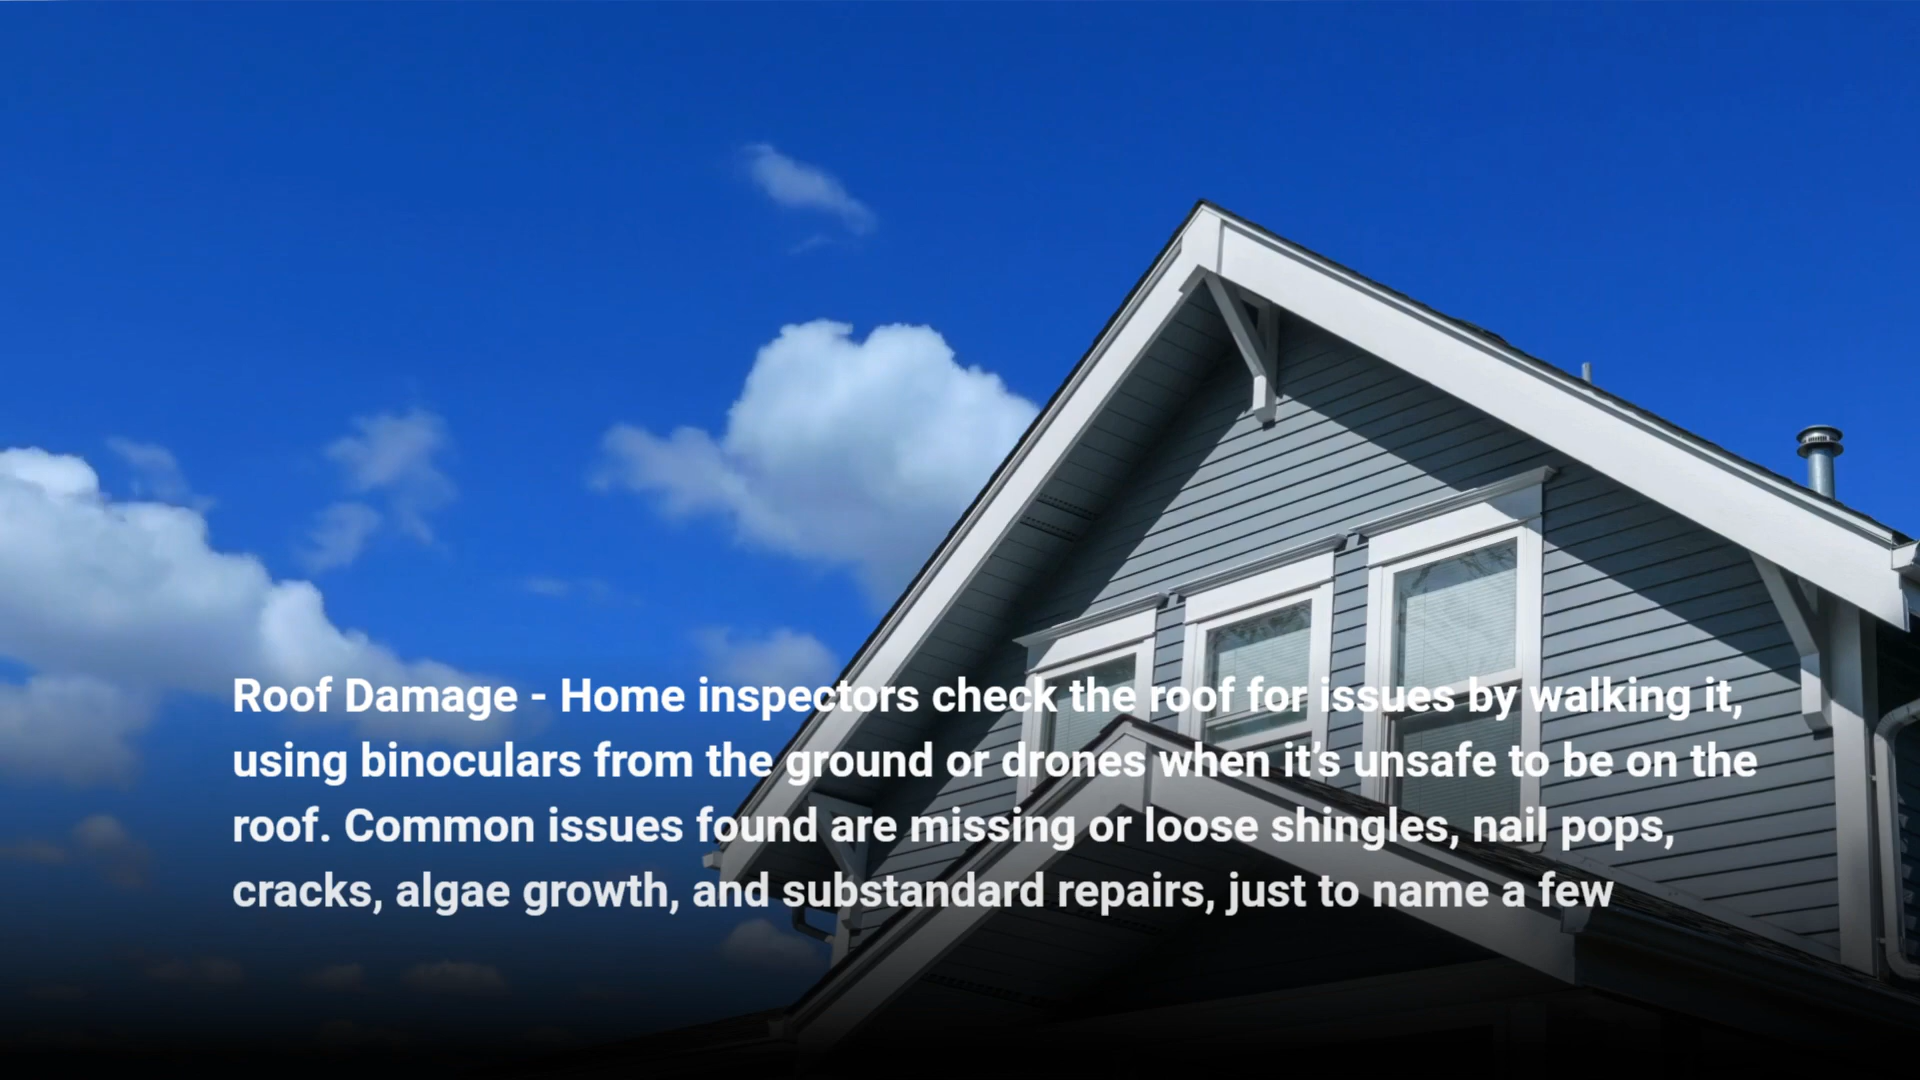 Roof Damage - Home inspectors check the roof for issues by walking it,
using binoculars from the ground or drones when it’s unsafe to be on the
roof. Common issues found are missing or loose shingles, nail pops,
cracks, algae growth, and substandard repairs, just to name a few